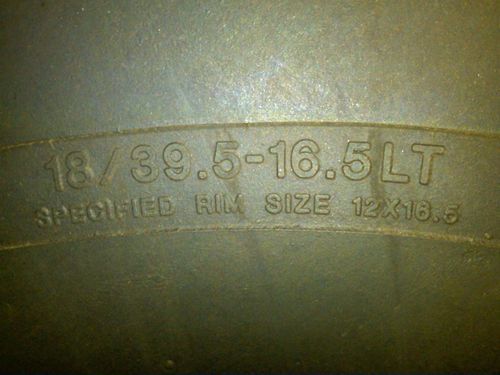 18/39.5-16.5LT
SPECIFIED RIM SIZE 12X16.5